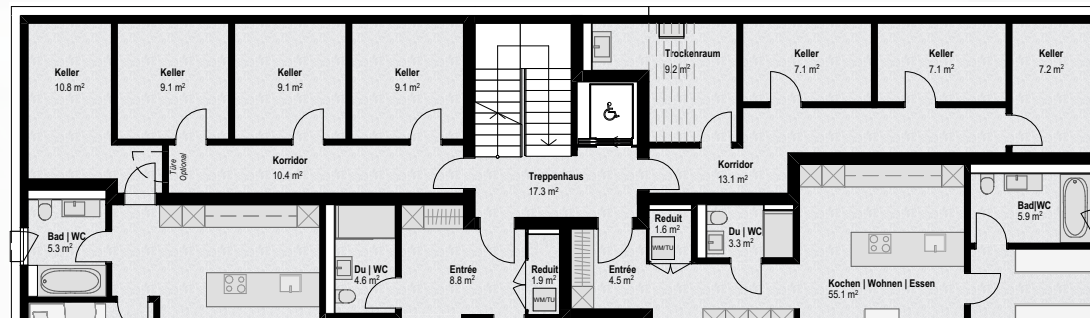 Keller
10.8 m²
Keller
9.1 m²
Keller
9.1 m²
Keller
9.1 m²
Trockenraum
9.2 m²
Keller
7.1 m²
Keller
7.1 m²
Keller
7.2 m²
Türe
Optional
Korridor
10.4 m²
Treppenhaus
17.3 m²
Korridor
13.1 m²
Bad | WC
5.3 m²
Du | WC
4.6 m²
Entrée
8.8 m²
Reduit
1.9 m²
WM/TU
Entrée
4.5 m²
Reduit
1.6 m²
WM/TU
Du | WC
3.3 m²
Kochen | Wohnen | Essen
55.1 m²
Bad|WC
5.9 m²